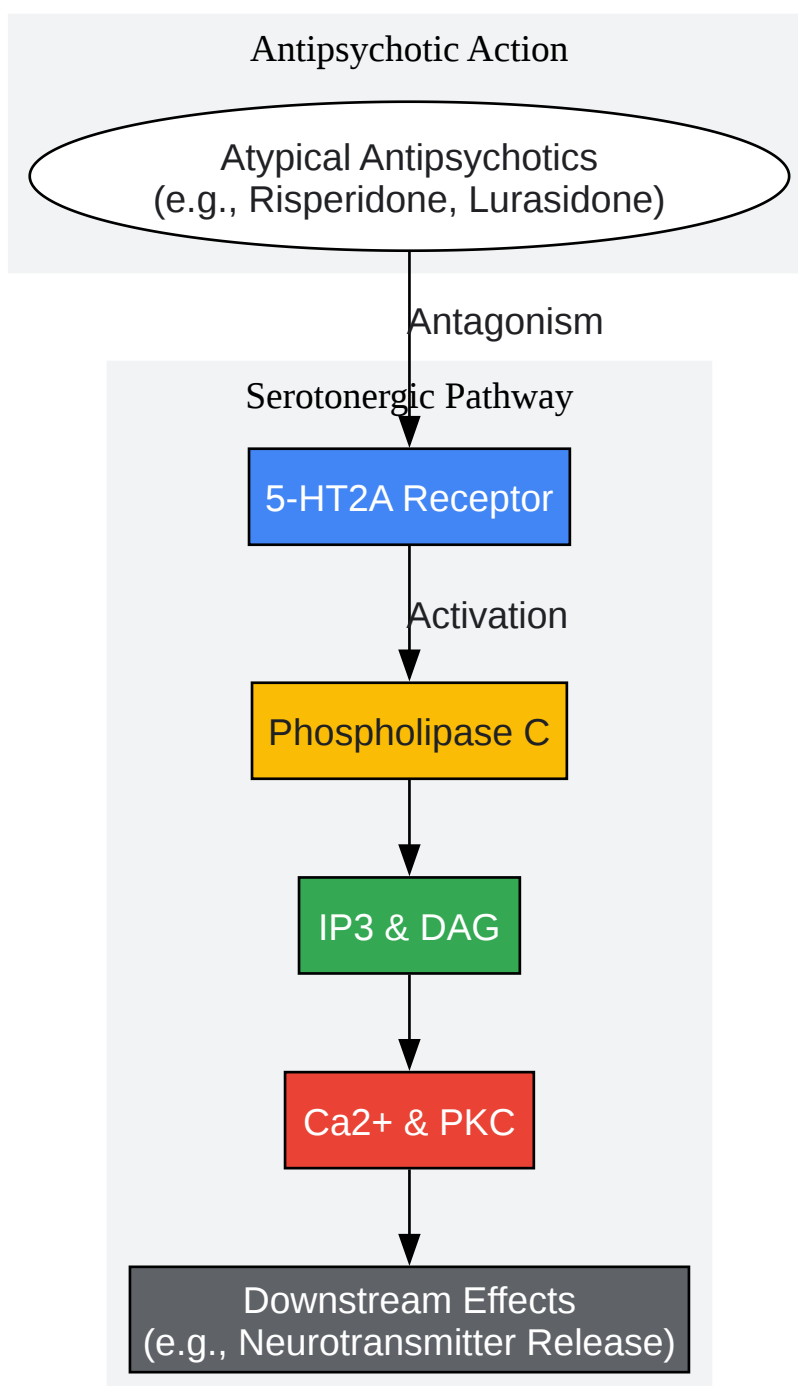 Antipsychotic Action
Atypical Antipsychotics
(e.g., Risperidone, Lurasidone)
Antagonism
Serotonergic Pathway
5-HT2A Receptor
Activation
Phospholipase C
IP3 & DAG
Ca2+ & PKC
Downstream Effects
(e.g., Neurotransmitter Release)